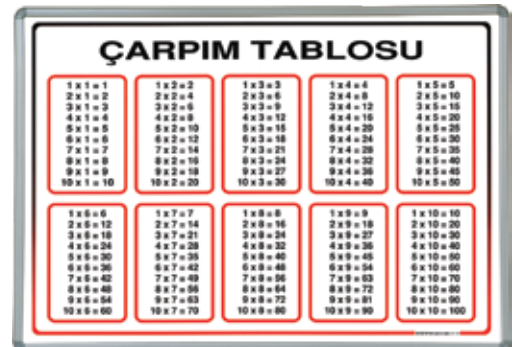 ÇARPIM TABLOSU
1 x 1 = 1
2 x 1 = 2
3 x 1 = 3
4 x 1 = 4
5 x 1 = 5
6 x 1 = 6
7 x 1 = 7
8 x 1 = 8
9 x 1 = 9
10 x 1 = 10
1 x 2 = 2
2 x 2 = 4
3 x 2 = 6
4 x 2 = 8
5 x 2 = 10
6 x 2 = 12
7 x 2 = 14
8 x 2 = 16
9 x 2 = 18
10 x 2 = 20
1 x 3 = 3
2 x 3 = 6
3 x 3 = 9
4 x 3 = 12
5 x 3 = 15
6 x 3 = 18
7 x 3 = 21
8 x 3 = 24
9 x 3 = 27
10 x 3 = 30
1 x 4 = 4
2 x 4 = 8
3 x 4 = 12
4 x 4 = 16
5 x 4 = 20
6 x 4 = 24
7 x 4 = 28
8 x 4 = 32
9 x 4 = 36
10 x 4 = 40
1 x 5 = 5
2 x 5 = 10
3 x 5 = 15
4 x 5 = 20
5 x 5 = 25
6 x 5 = 30
7 x 5 = 35
8 x 5 = 40
9 x 5 = 45
10 x 5 = 50
1 x 6 = 6
2 x 6 = 12
3 x 6 = 18
4 x 6 = 24
5 x 6 = 30
6 x 6 = 36
7 x 6 = 42
8 x 6 = 48
9 x 6 = 54
10 x 6 = 60
1 x 7 = 7
2 x 7 = 14
3 x 7 = 21
4 x 7 = 28
5 x 7 = 35
6 x 7 = 42
7 x 7 = 49
8 x 7 = 56
9 x 7 = 63
10 x 7 = 70
1 x 8 = 8
2 x 8 = 16
3 x 8 = 24
4 x 8 = 32
5 x 8 = 40
6 x 8 = 48
7 x 8 = 56
8 x 8 = 64
9 x 8 = 72
10 x 8 = 80
1 x 9 = 9
2 x 9 = 18
3 x 9 = 27
4 x 9 = 36
5 x 9 = 45
6 x 9 = 54
7 x 9 = 63
8 x 9 = 72
9 x 9 = 81
10 x 9 = 90
1 x 10 = 10
2 x 10 = 20
3 x 10 = 30
4 x 10 = 40
5 x 10 = 50
6 x 10 = 60
7 x 10 = 70
8 x 10 = 80
9 x 10 = 90
10 x 10 = 100